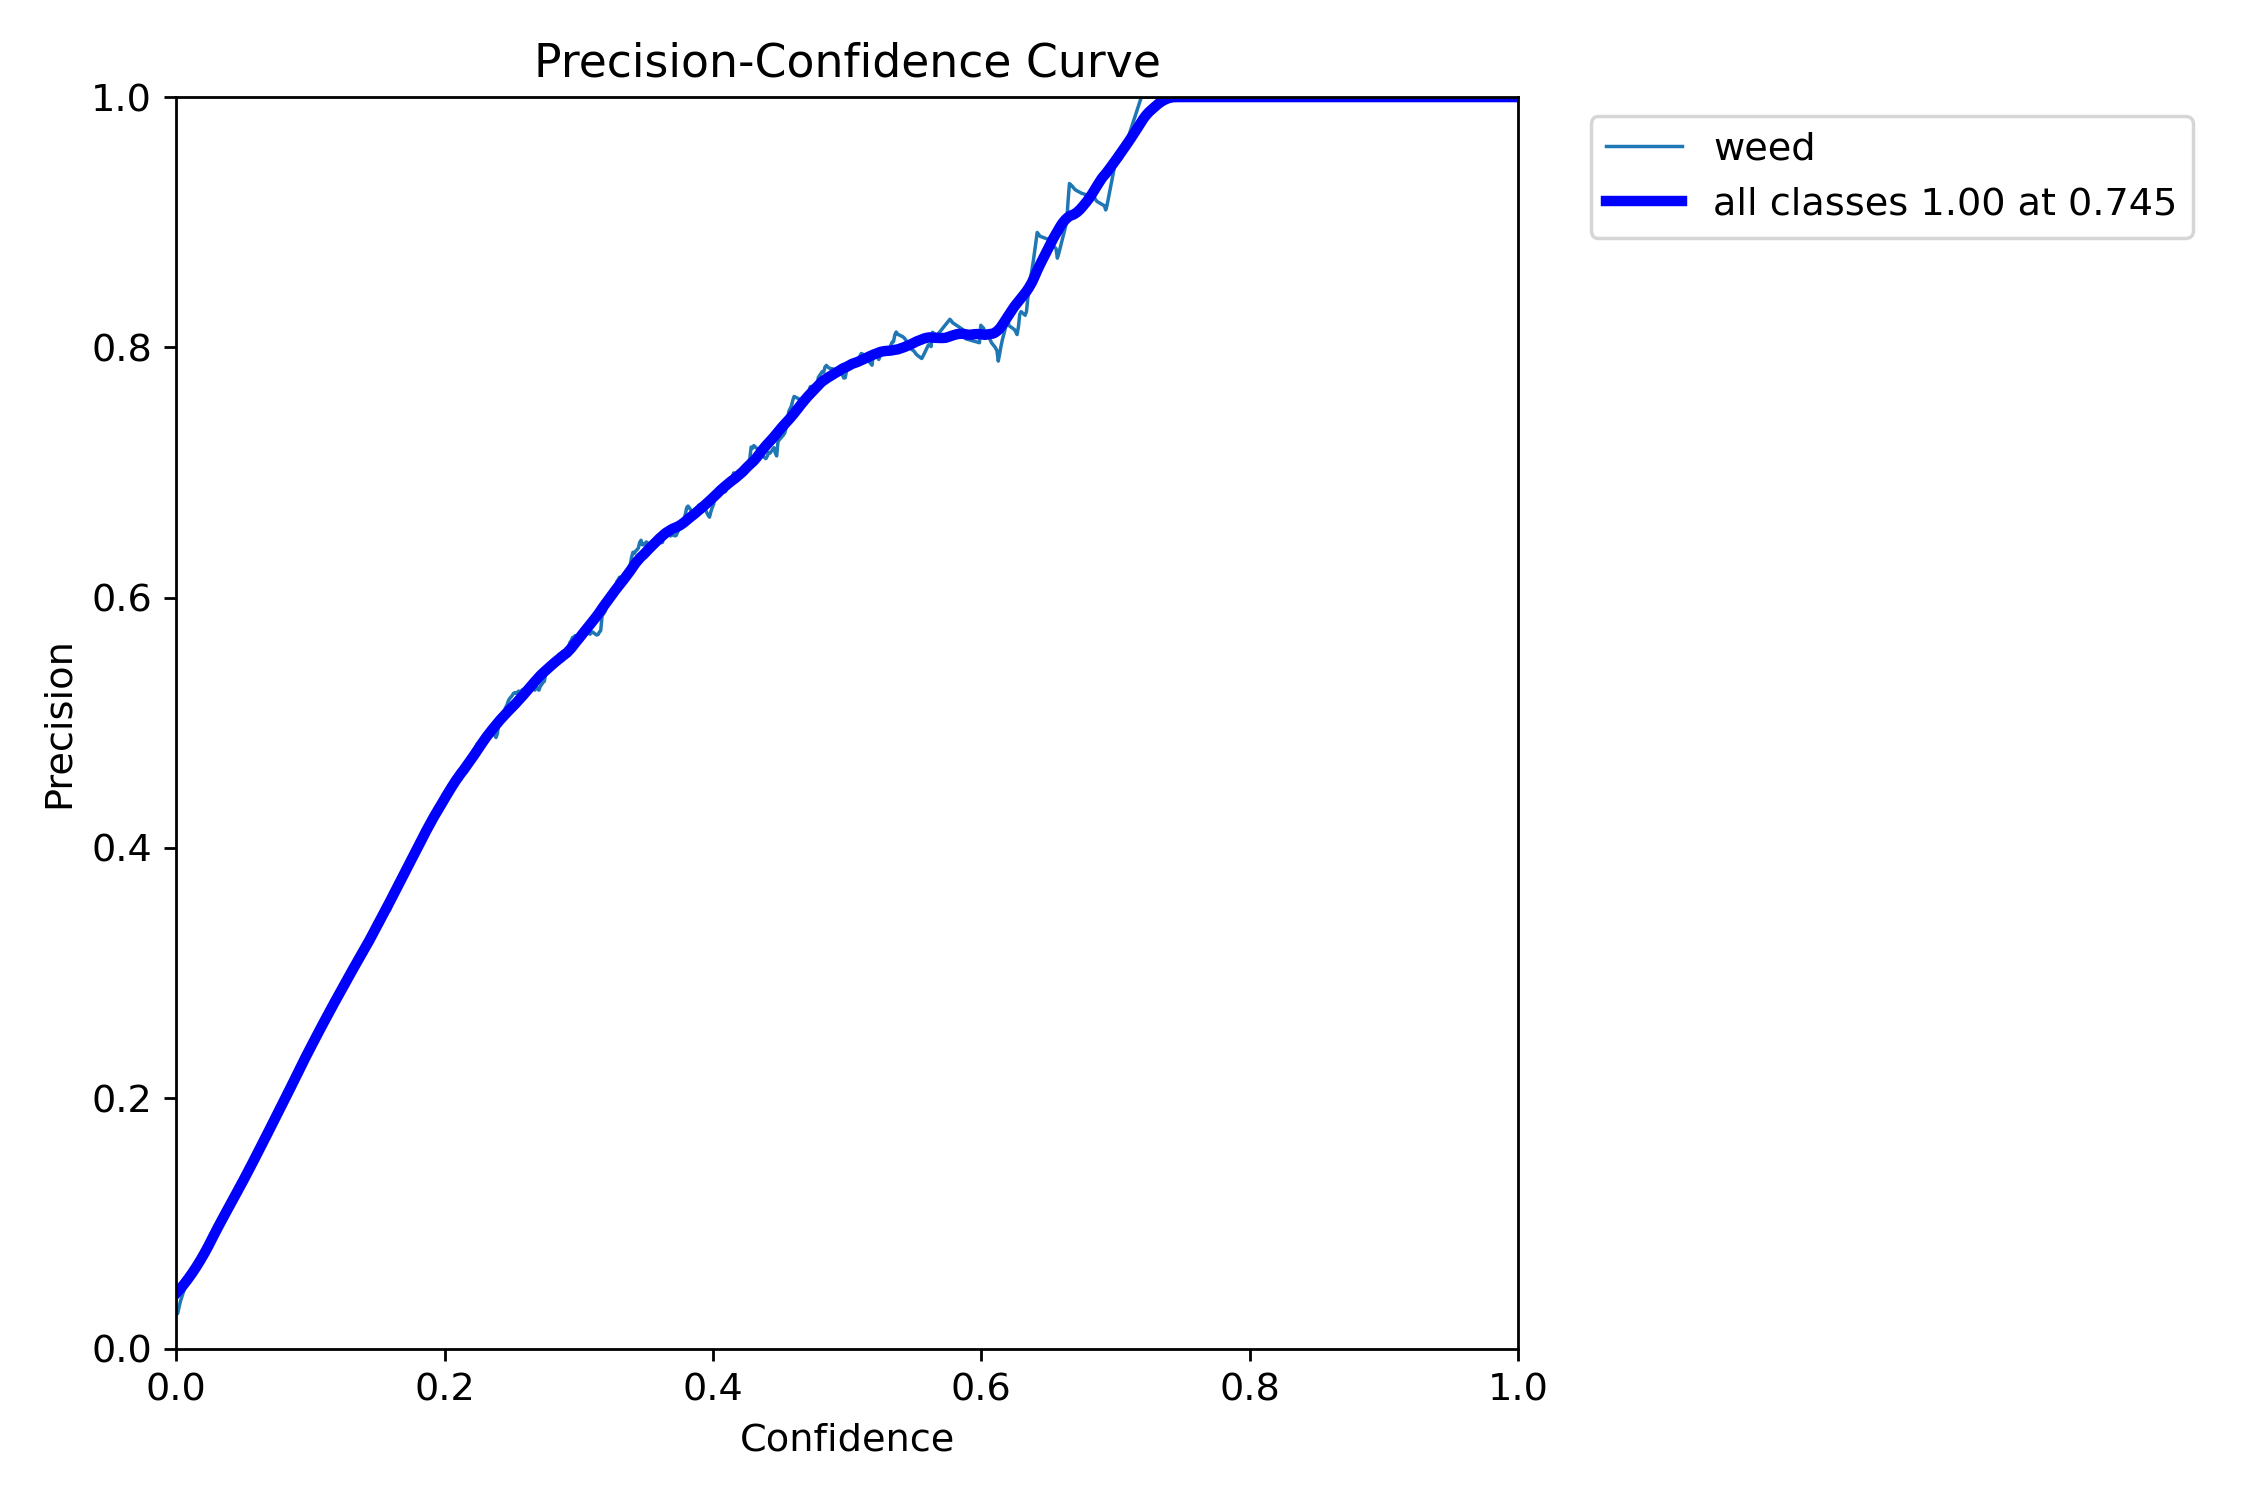 Precision-Confidence Curve
1.0
0.8
0.6
0.4
0.2
0.0
Precision
0.0 0.2 0.4 0.6 0.8 1.0
Confidence
weed
all classes 1.00 at 0.745